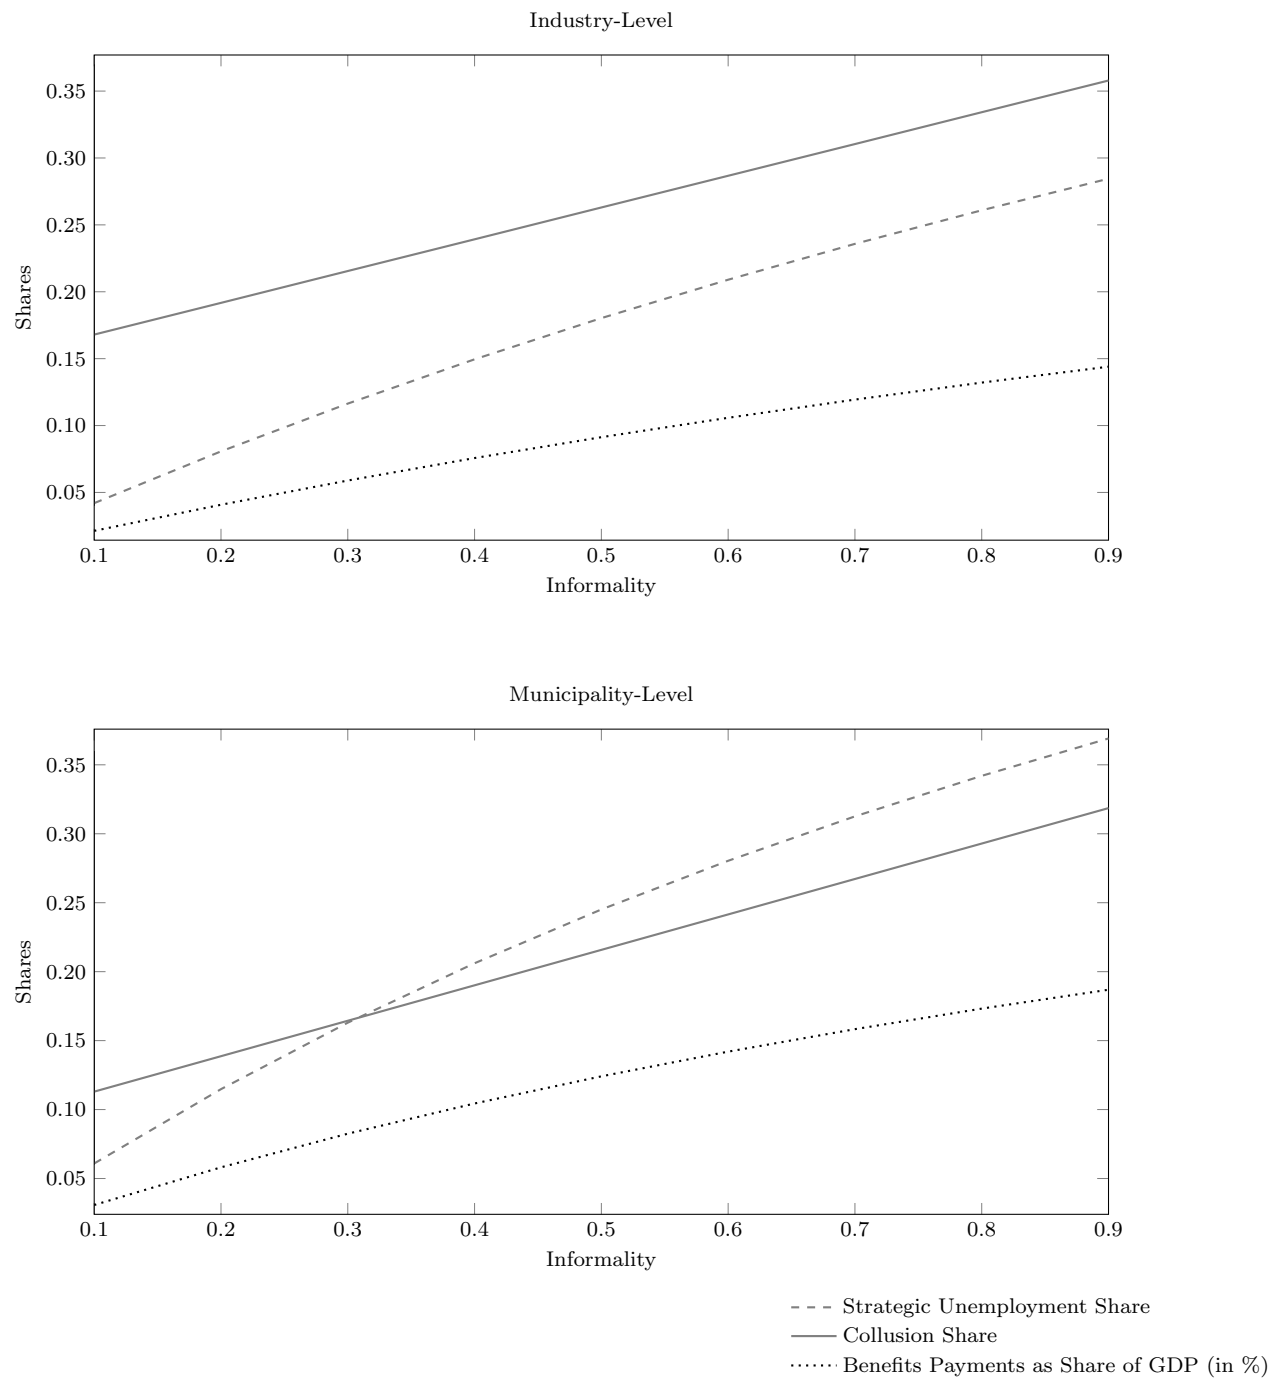 Industry-Level
0.35
0.30
0.25
0.20
0.15
0.10
0.05
Shares
0.1 0.2 0.3 0.4 0.5 0.6 0.7 0.8 0.9
Informality
Municipality-Level
0.35
0.30
0.25
0.20
0.15
0.10
0.05
Shares
0.1 0.2 0.3 0.4 0.5 0.6 0.7 0.8 0.9
Informality
Strategic Unemployment Share
Collusion Share
Benefits Payments as Share of GDP (in %)